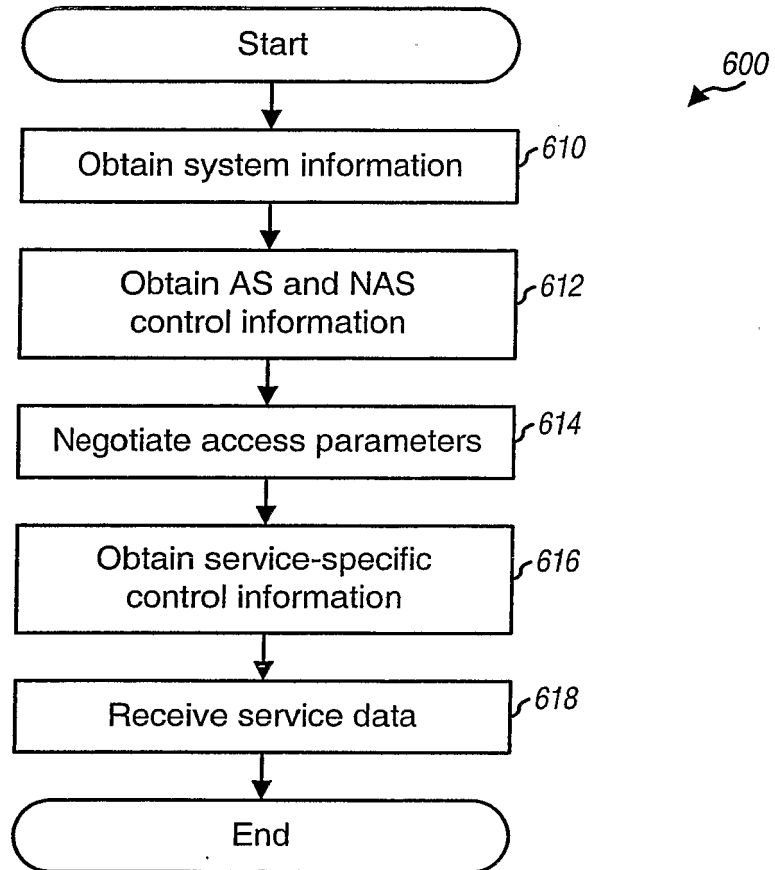 Start
600
Obtain system information
610
Obtain AS and NAS
control information
612
Negotiate access parameters
614
Obtain service-specific
control information
616
Receive service data
618
End